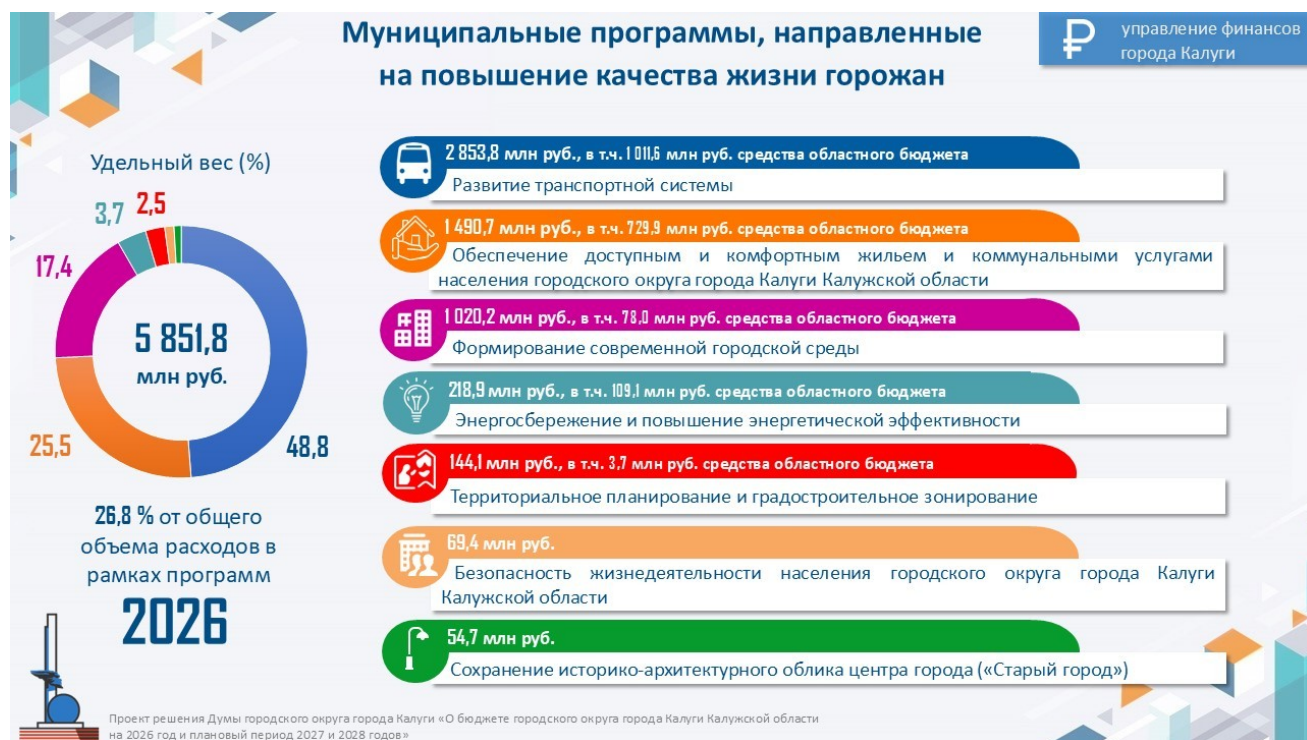 Муниципальные программы, направленные
на повышение качества жизни горожан
управление финансов
города Калуги
Удельный вес (%)
3,7
2,5
17,4
5 851,8
млн руб.
25,5
48,8
26,8 % от общего
объема расходов в
рамках программ
2026
2 853,8 млн руб., в т.ч. 1 011,6 млн руб. средства областного бюджета
Развитие транспортной системы
1 490,7 млн руб., в т.ч. 729,9 млн руб. средства областного бюджета
Обеспечение доступным и комфортным жильем и коммунальными услугами
населения городского округа города Калуги Калужской области
1 020,2 млн руб., в т.ч. 78,0 млн руб. средства областного бюджета
Формирование современной городской среды
218,9 млн руб., в т.ч. 109,1 млн руб. средства областного бюджета
Энергосбережение и повышение энергетической эффективности
144,1 млн руб., в т.ч. 3,7 млн руб. средства областного бюджета
Территориальное планирование и градостроительное зонирование
69,4 млн руб.
Безопасность жизнедеятельности населения городского округа города Калуги
Калужской области
54,7 млн руб.
Сохранение историко-архитектурного облика центра города («Старый город»)
Проект решения Думы городского округа города Калуги «О бюджете городского округа города Калуги Калужской области
на 2026 год и плановый период 2027 и 2028 годов»